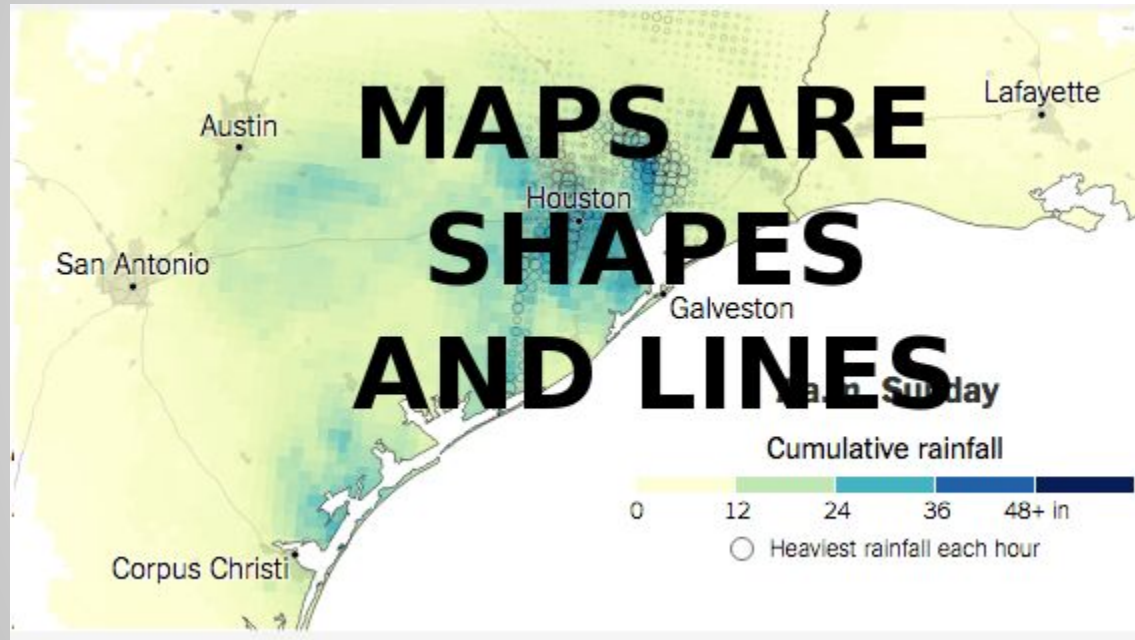 MAPS ARE
Lafayette
Austin
Houston
SHAPES
San Antonio
Galveston
AND LINES
Sunday
Cumulative rainfall
0 12 24 36 48+ in
Heaviest rainfall each hour
Corpus Christi